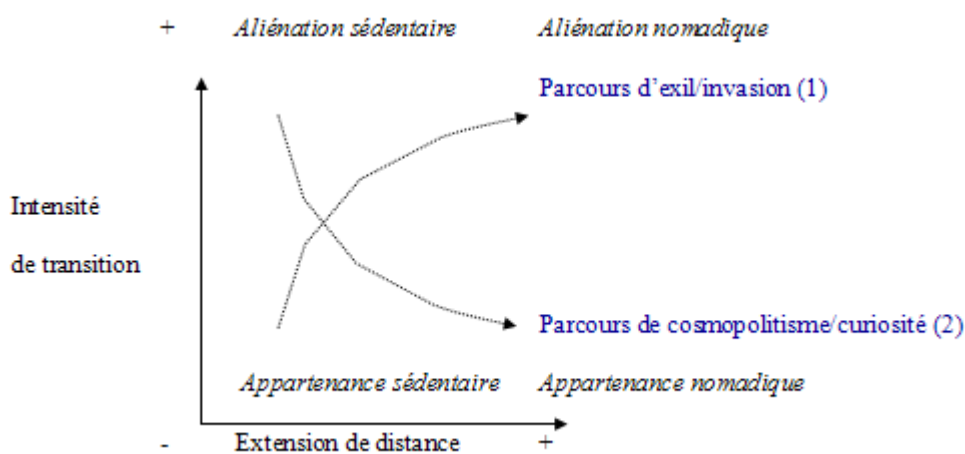 + Aliénation sédentaire Aliénation nomadique
Parcours d'exil/invasion (1)
Intensité
de transition
Parcours de cosmopolitisme/curiosité (2)
Appartenance sédentaire Appartenance nomadique
- Extension de distance +